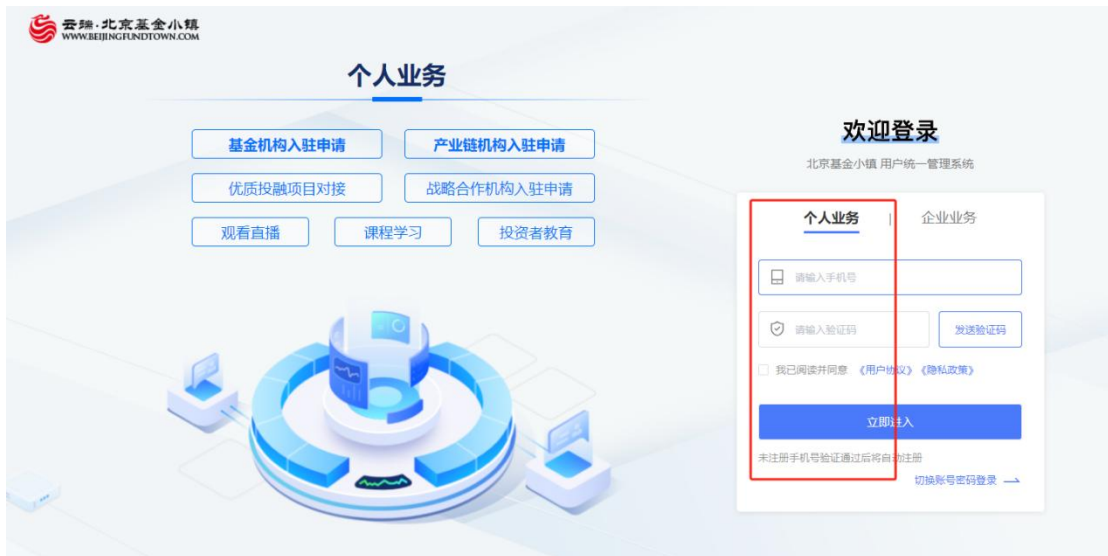 云瑞·北京基金小镇
WWW.BEIJINGFUNDTOWN.COM
个人业务
基金机构入驻申请 产业链机构入驻申请
优质投融项目对接 战略合作机构入驻申请
观看直播 课程学习 投资者教育
欢迎登录
北京基金小镇 用户统一管理系统
个人业务 | 企业业务
请输入手机号
请输入验证码 发送验证码
我已阅读并同意 《用户协议》《隐私政策》
立即进入
未注册手机号验证通过后将自动注册
切换账号密码登录